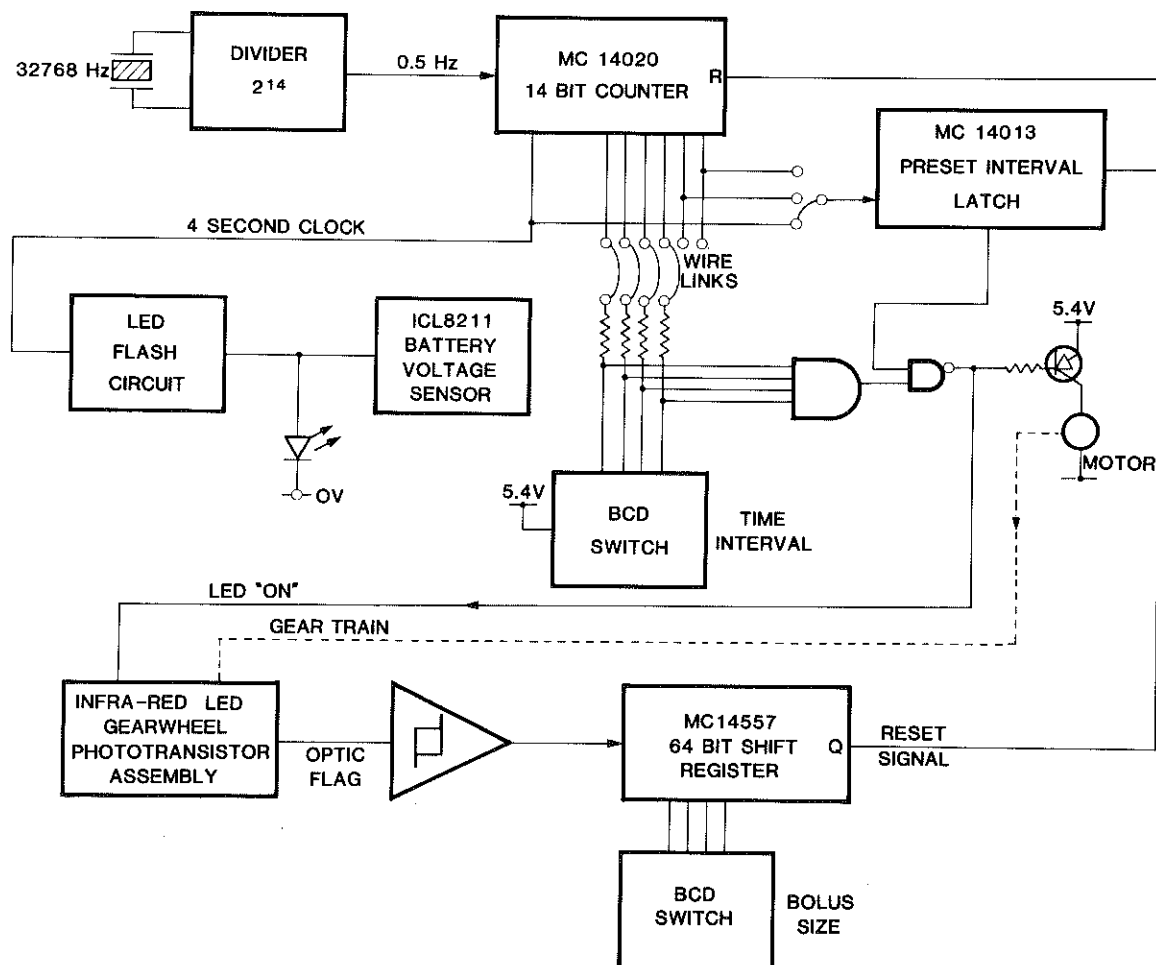 32768 Hz
DIVIDER
2¹⁴
0.5 Hz
MC 14020
14 BIT COUNTER
R
MC 14013
PRESET INTERVAL
LATCH
4 SECOND CLOCK
WIRE
LINKS
LED
FLASH
CIRCUIT
ICL8211
BATTERY
VOLTAGE
SENSOR
5.4V
MOTOR
0V
5.4V
BCD
SWITCH
TIME
INTERVAL
LED "ON"
GEAR TRAIN
INFRA-RED LED
GEARWHEEL
PHOTOTRANSISTOR
ASSEMBLY
OPTIC
FLAG
MC14557
64 BIT SHIFT
REGISTER
Q
RESET
SIGNAL
BCD
SWITCH
BOLUS
SIZE